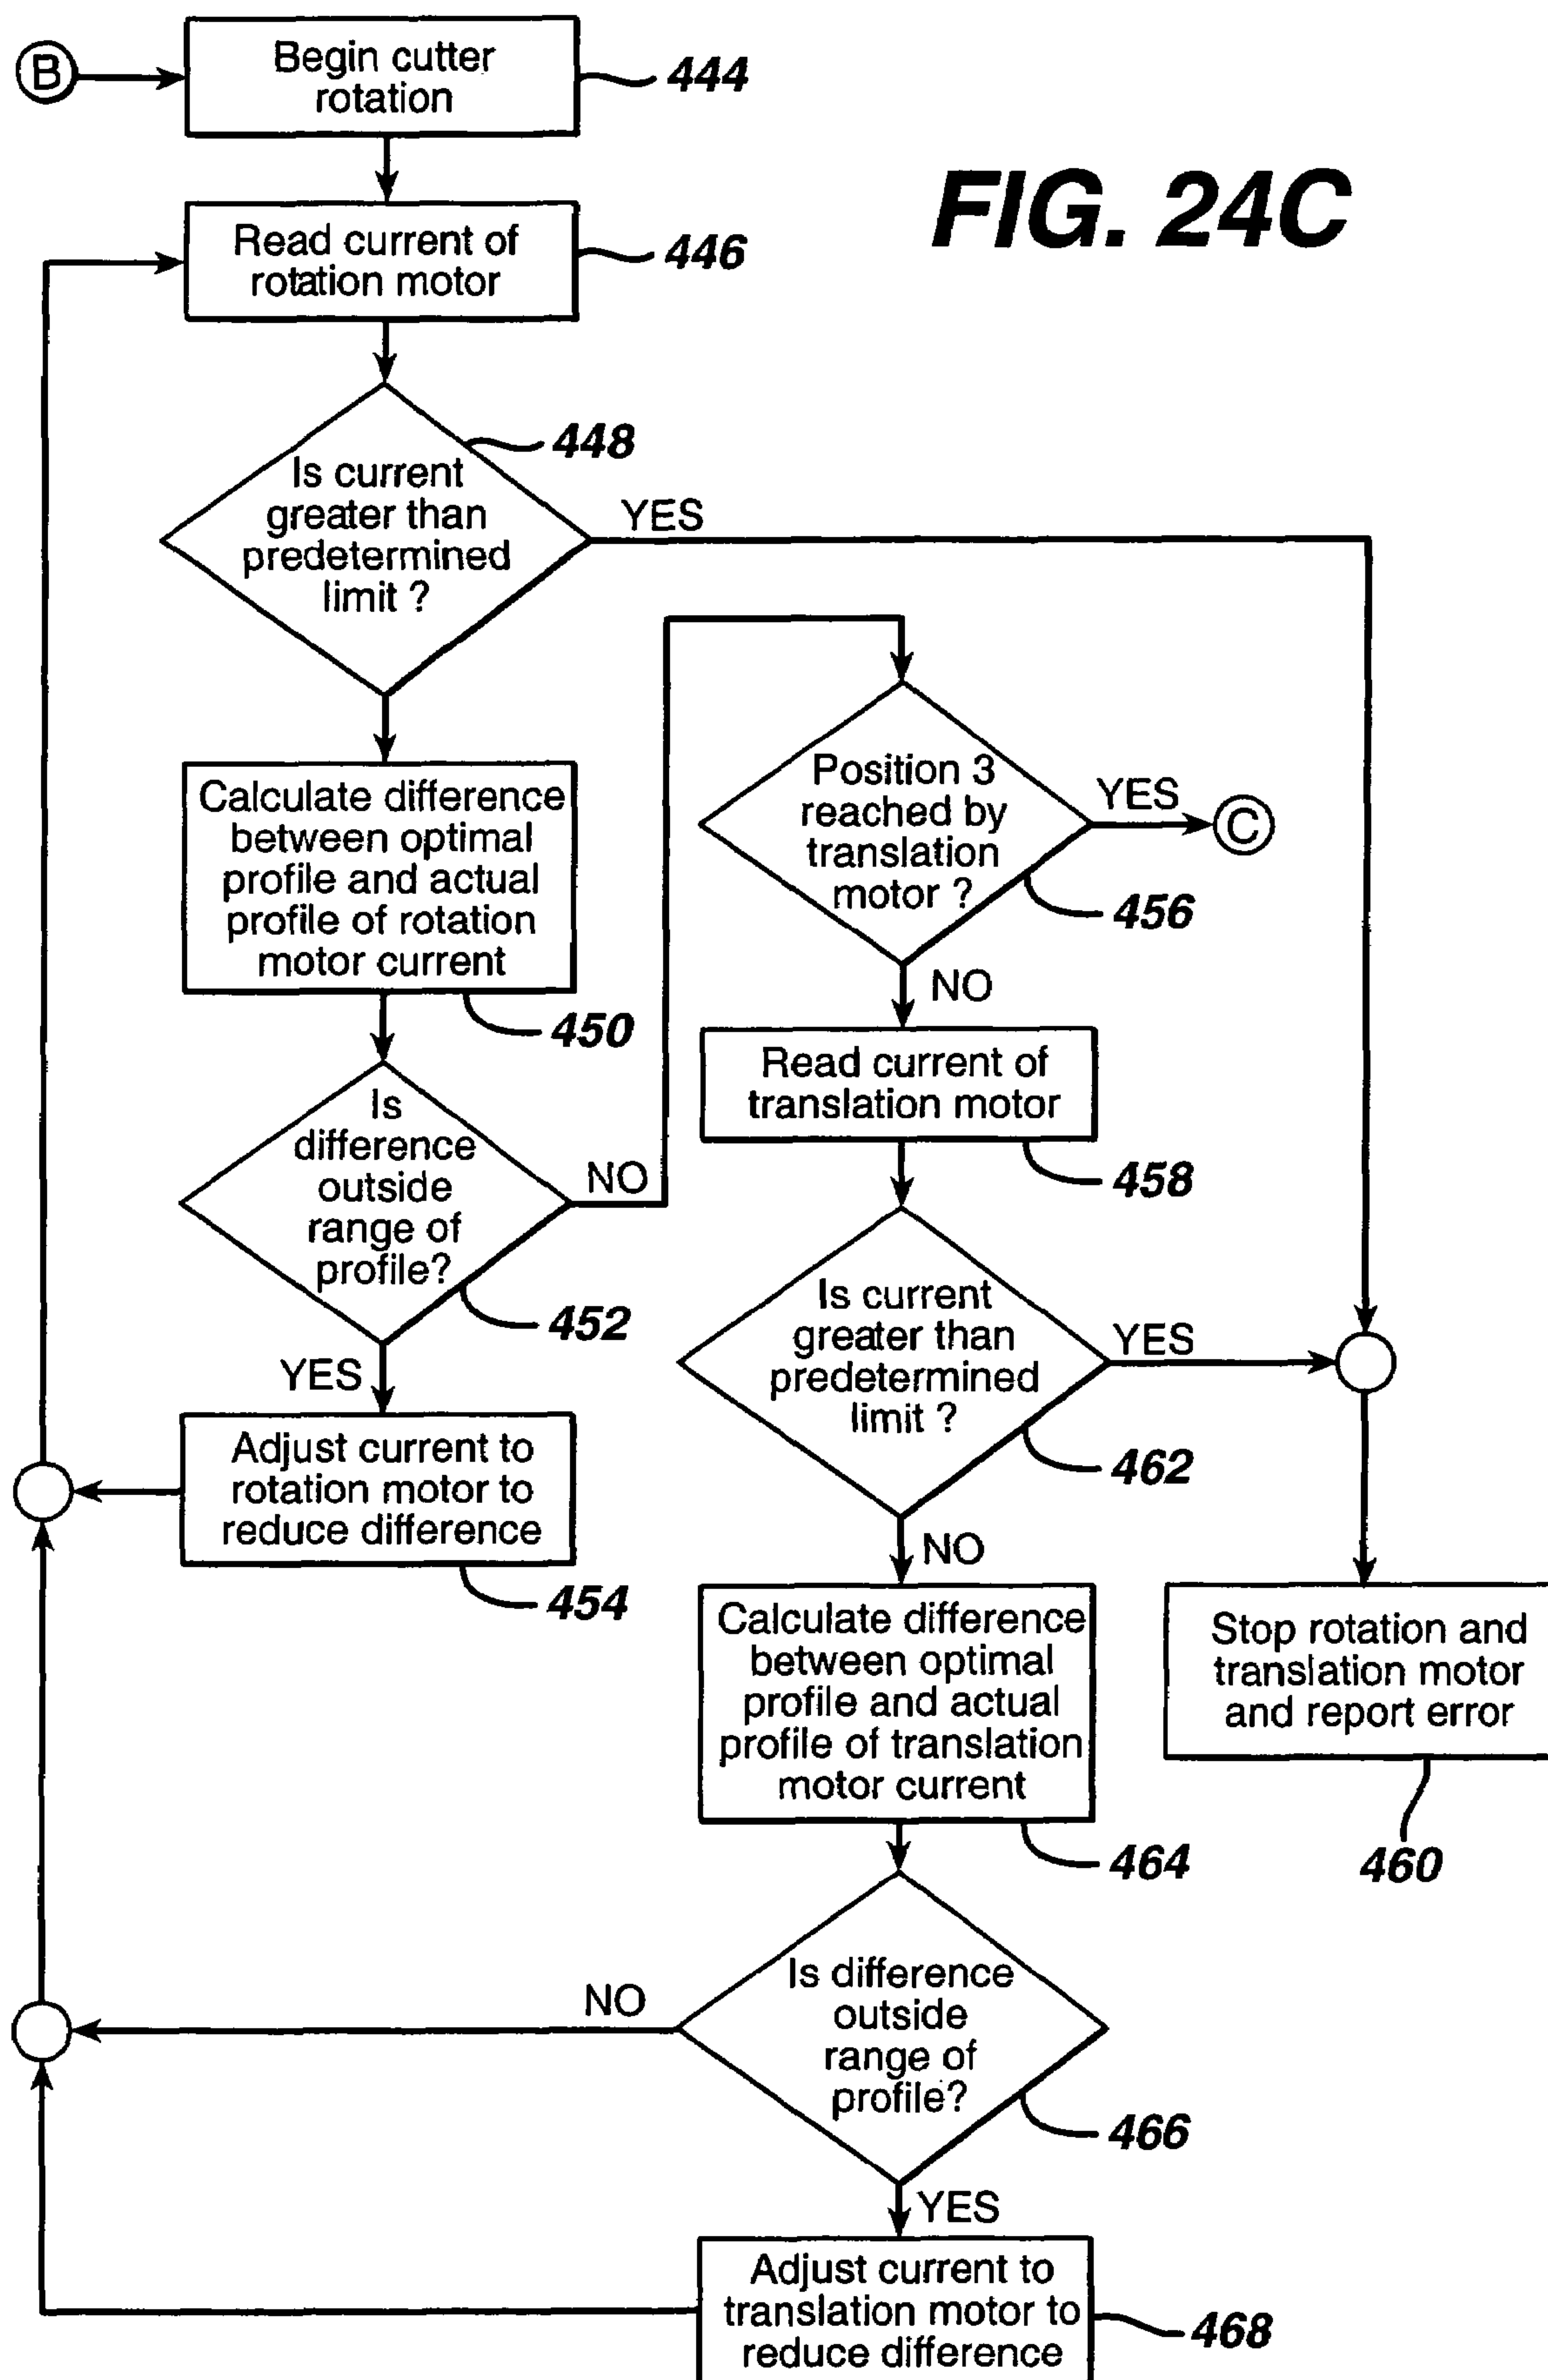 B
Begin cutter
rotation
444
FIG. 24C
Read current of
rotation motor
446
448
Is current
greater than
predetermined
limit ?
YES
Calculate difference
between optimal
profile and actual
profile of rotation
motor current
450
Is
difference
outside
range of
profile?
NO
452
YES
Adjust current to
rotation motor to
reduce difference
454
Position 3
reached by
translation
motor ?
YES
C
456
NO
Read current of
translation motor
458
Is current
greater than
predetermined
limit ?
YES
462
NO
Calculate difference
between optimal
profile and actual
profile of translation
motor current
464
Stop rotation and
translation motor
and report error
460
Is difference
outside
range of
profile?
NO
466
YES
Adjust current to
translation motor to
reduce difference
468